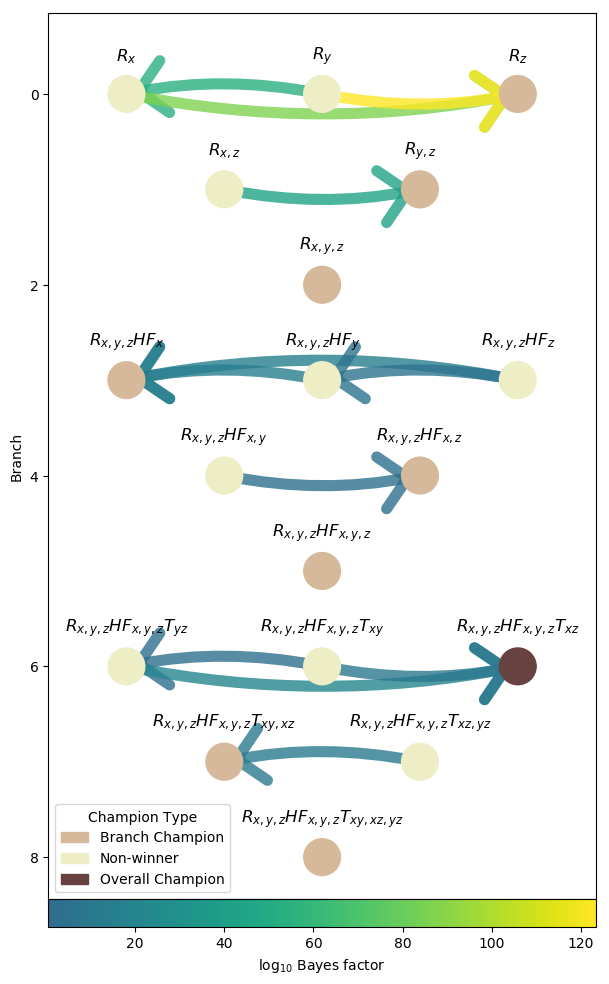 R_x R_y R_z
0
R_{x,z} R_{y,z}
R_{x,y,z}
2
R_{x,y,z}HF_x R_{x,y,z}HF_y R_{x,y,z}HF_z
R_{x,y,z}HF_{x,y} R_{x,y,z}HF_{x,z}
Branch
4
R_{x,y,z}HF_{x,y,z}
R_{x,y,z}HF_{x,y,z}T_{yz} R_{x,y,z}HF_{x,y,z}T_{xy} R_{x,y,z}HF_{x,y,z}T_{xz}
6
R_{x,y,z}HF_{x,y,z}T_{xy,xz} R_{x,y,z}HF_{x,y,z}T_{xz,yz}
R_{x,y,z}HF_{x,y,z}T_{xy,xz,yz}
8
Champion Type
Branch Champion
Non-winner
Overall Champion
20 40 60 80 100 120
log_{10} Bayes factor